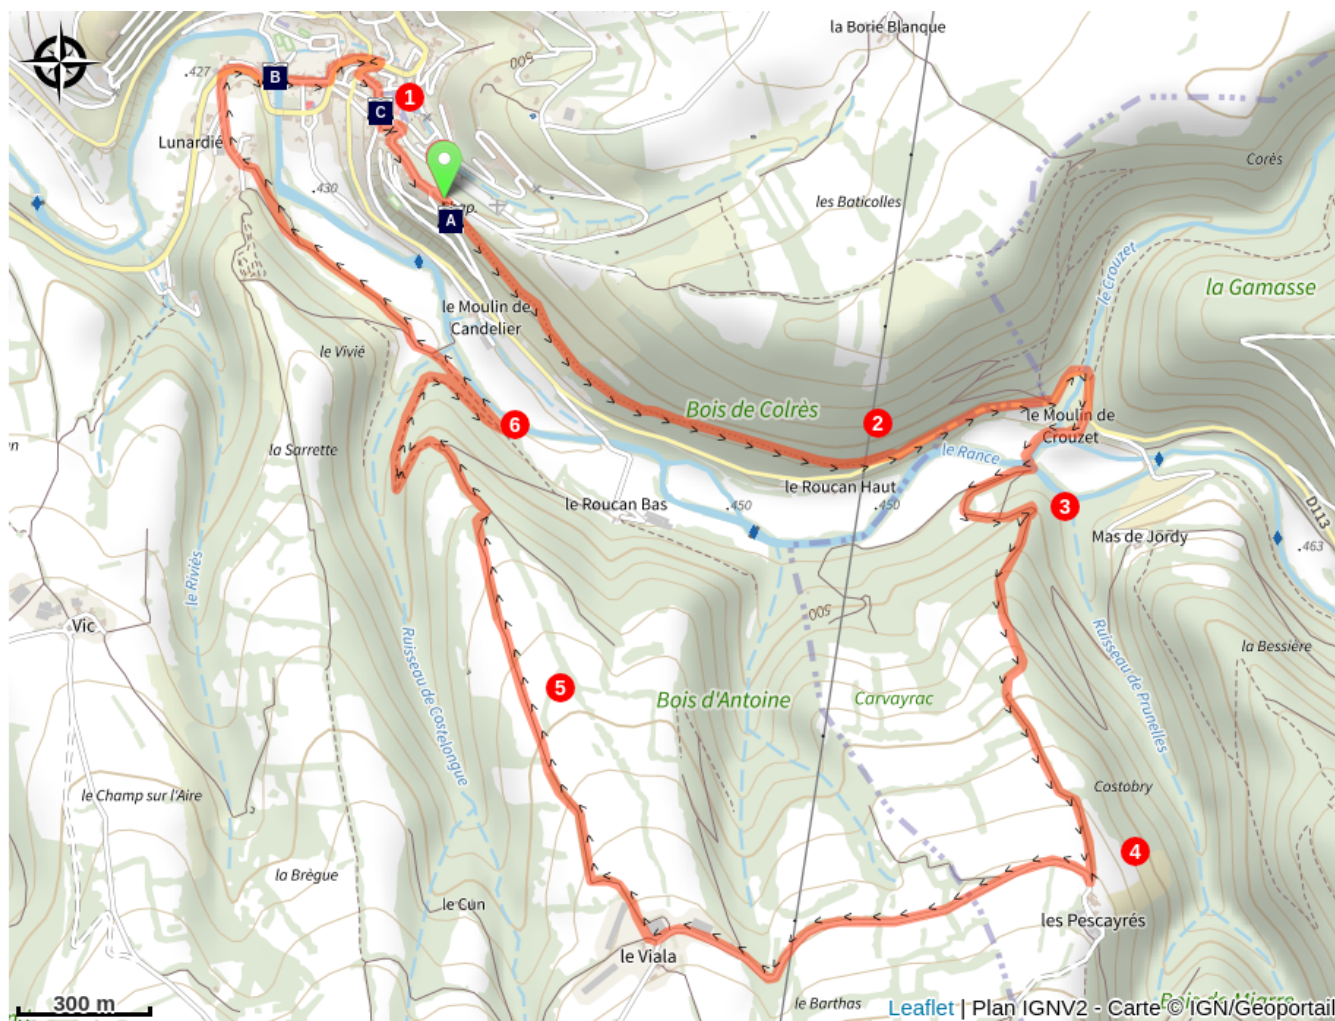 la Borie Blanque
500
.427
B
1
C
Lunardié
Corès
.430
les Baticolles
A
le Crouzet
la Gamasse
le Moulin de
Candelier
le Vivié
Bois de Colrès
le Moulin de
Crouzet
2
6
la Sarrette
le Rance
le Roucan Haut
le Roucan Bas
.450
.450
3
D113
Mas de Jordy
.463
le Riviès
500
Vic
Ruisseau de Costelongue
Ruisseau de Prunelles
la Bessière
5
Bois d'Antoine
Carvayrac
le Champ sur l'Aire
Costobry
4
la Brègue
le Cun
les Pescayrés
le Viala
300 m
le Barthas
Leaflet | Plan IGNV2 - Carte © IGN/Geoportail